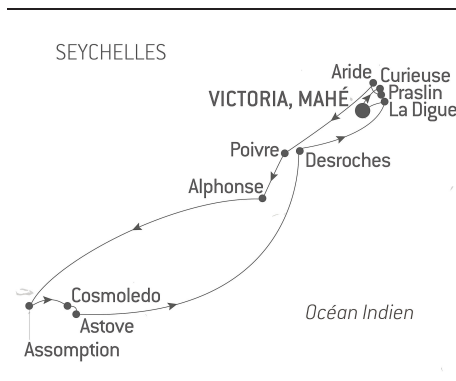 SEYCHELLES
Aride
Curieuse
Praslin
La Digue
VICTORIA, MAHÉ
Poivre
Desroches
Alphonse
Cosmoledo
Astove
Assomption
Océan Indien